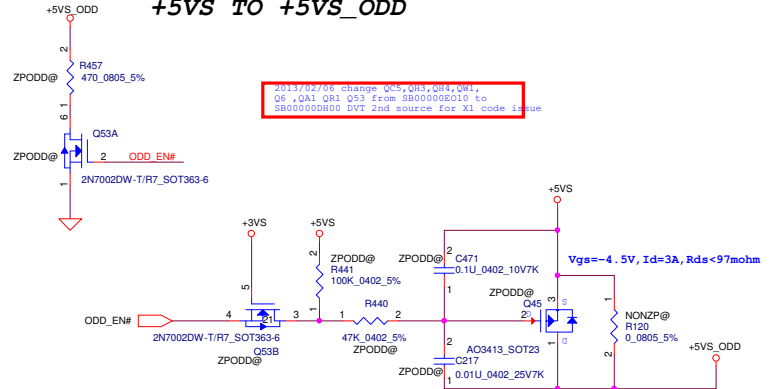 +5VS TO +5VS_ODD
+5VS_ODD
2
R457
470_0805_5%
ZPODD@
1
6
Q53A
ZPODD@
2
ODD_EN#
1
2N7002DW-T/R7_SOT363-6
2013/02/06 change QC5,QH3,QH4,QW1,
Q6 ,QA1 QR1 Q53 from SB00000EO10 to
SB00000DH00 DVT 2nd source for X1 code issue
+3VS
+5VS
+5VS
2
ZPODD@
R441
100K_0402_5%
1
5
ODD_EN#
4
21
3
2N7002DW-T/R7_SOT363-6
Q53B
ZPODD@
R440
1
2
47K_0402_5%
ZPODD@
2
ZPODD@
C471
0.1U_0402_10V7K
1
Vgs=-4.5V,Id=3A,Rds<97mohm
ZPODD@
Q45
3
S
2
G
1
D
AO3413_SOT23
2
C217
ZPODD@
0.01U_0402_25V7K
1
1
NONZP@
R120
0_0805_5%
2
+5VS_ODD